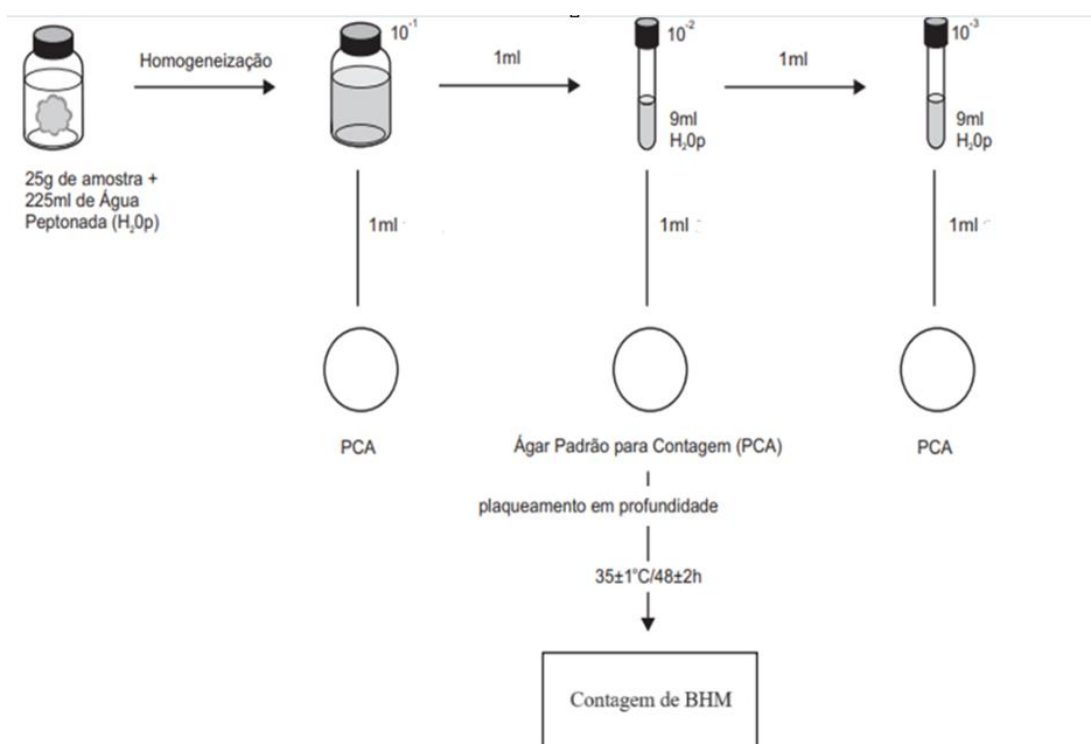 10⁻¹
10⁻²
10⁻³
Homogeneização
1ml
1ml
9ml
H₂0p
9ml
H₂0p
25g de amostra +
225ml de Água
Peptonada (H₂0p)
1ml
1ml
1ml
PCA
Ágar Padrão para Contagem (PCA)
PCA
plaqueamento em profundidade
35±1°C/48±2h
Contagem de BHM